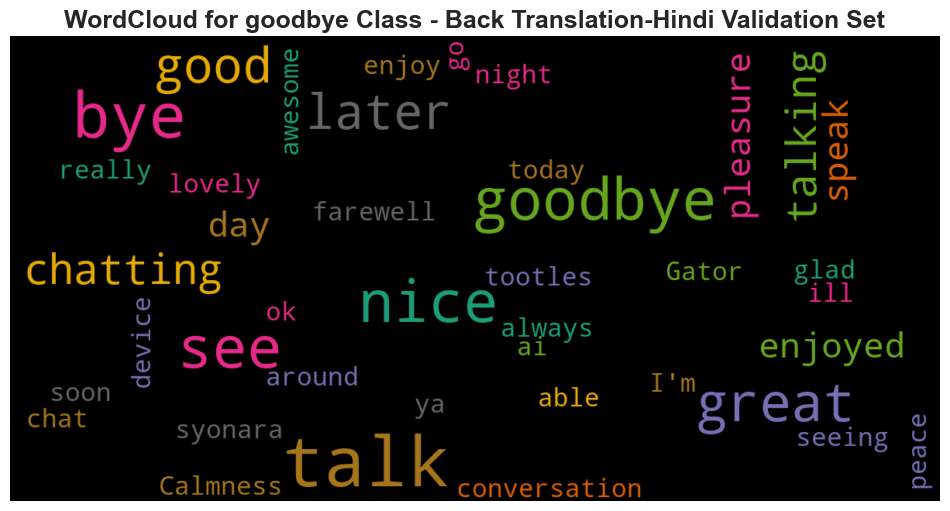 WordCloud for goodbye Class - Back Translation-Hindi Validation Set
good
awesome
enjoy
go
night
pleasure
talking
speak
bye
later
really
lovely
today
goodbye
day
farewell
chatting
tootles
Gator
glad
ill
device
ok
nice
always
ai
see
enjoyed
around
soon
chat
ya
able
I'm
great
syonara
seeing
peace
talk
Calmness
conversation